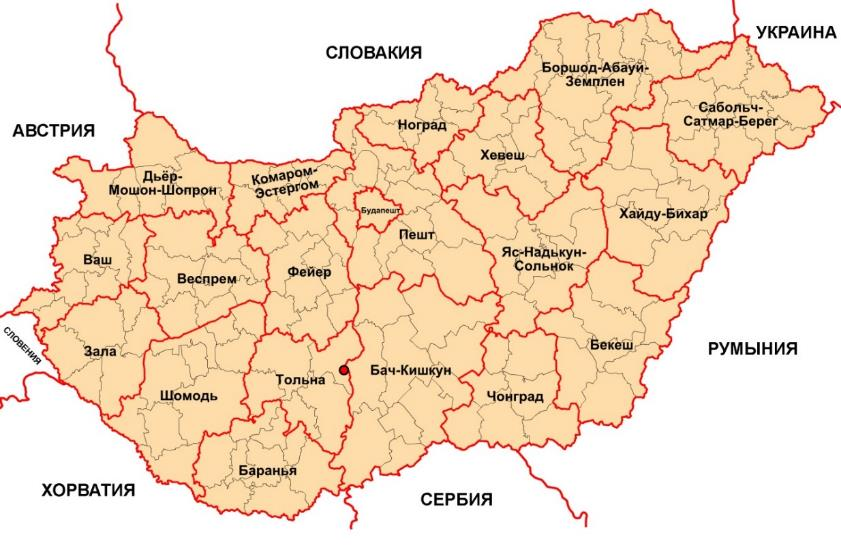 УКРАИНА
СЛОВАКИЯ
Боршод-Абауй-
Земплен
Сабольч-
Сатмар-Берег
АВСТРИЯ
Ноград
Хевеш
Дьёр-
Мошон-Шопрон
Комаром-
Эстергом
Будапешт
Хайду-Бихар
Пешт
Ваш
Веспрем
Фейер
Яс-Надькун-
Сольнок
СЛОВЕНИЯ
Зала
Бекеш
РУМЫНИЯ
Тольна
Бач-Кишкун
Шомодь
Чонград
Баранья
ХОРВАТИЯ
СЕРБИЯ